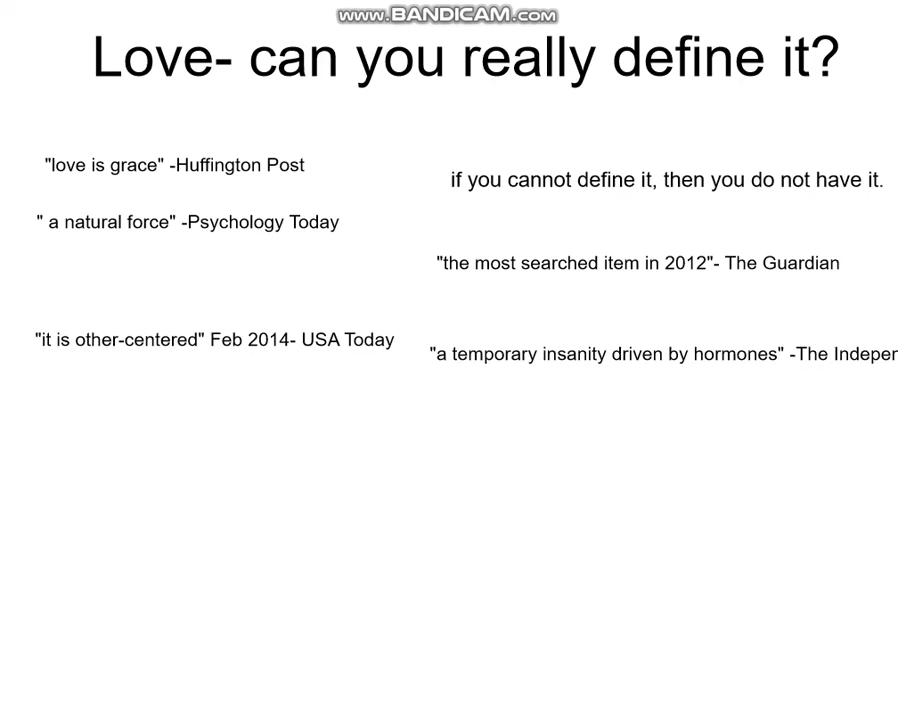 www.BANDICAM.com
Love- can you really define it?
"love is grace" -Huffington Post
if you cannot define it, then you do not have it.
" a natural force" -Psychology Today
"the most searched item in 2012"- The Guardian
"it is other-centered" Feb 2014- USA Today
"a temporary insanity driven by hormones" -The Indeper